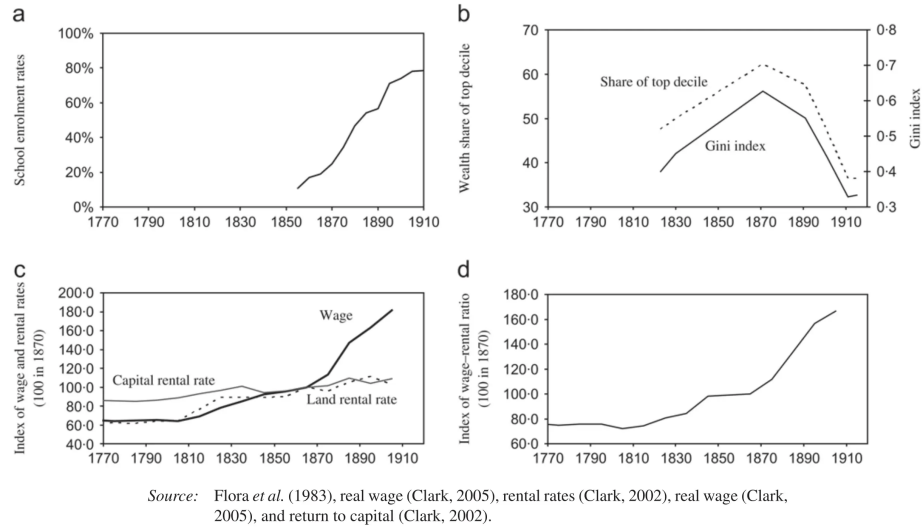 a
School enrolment rates
100%
80%
60%
40%
20%
0%
1770 1790 1810 1830 1850 1870 1890 1910
b
Wealth share of top decile
70
60
50
40
30
Share of top decile
Gini index
0·8
0·7
0·6
0·5
0·4
0·3
Gini index
1770 1790 1810 1830 1850 1870 1890 1910
c
Index of wage and rental rates
(100 in 1870)
200·0
180·0
160·0
140·0
120·0
100·0
80·0
60·0
40·0
Wage
Capital rental rate
Land rental rate
1770 1790 1810 1830 1850 1870 1890 1910
d
Index of wage–rental ratio
(100 in 1870)
180·0
160·0
140·0
120·0
100·0
80·0
60·0
1770 1790 1810 1830 1850 1870 1890 1910
Source: Flora et al. (1983), real wage (Clark, 2005), rental rates (Clark, 2002), real wage (Clark,
2005), and return to capital (Clark, 2002).